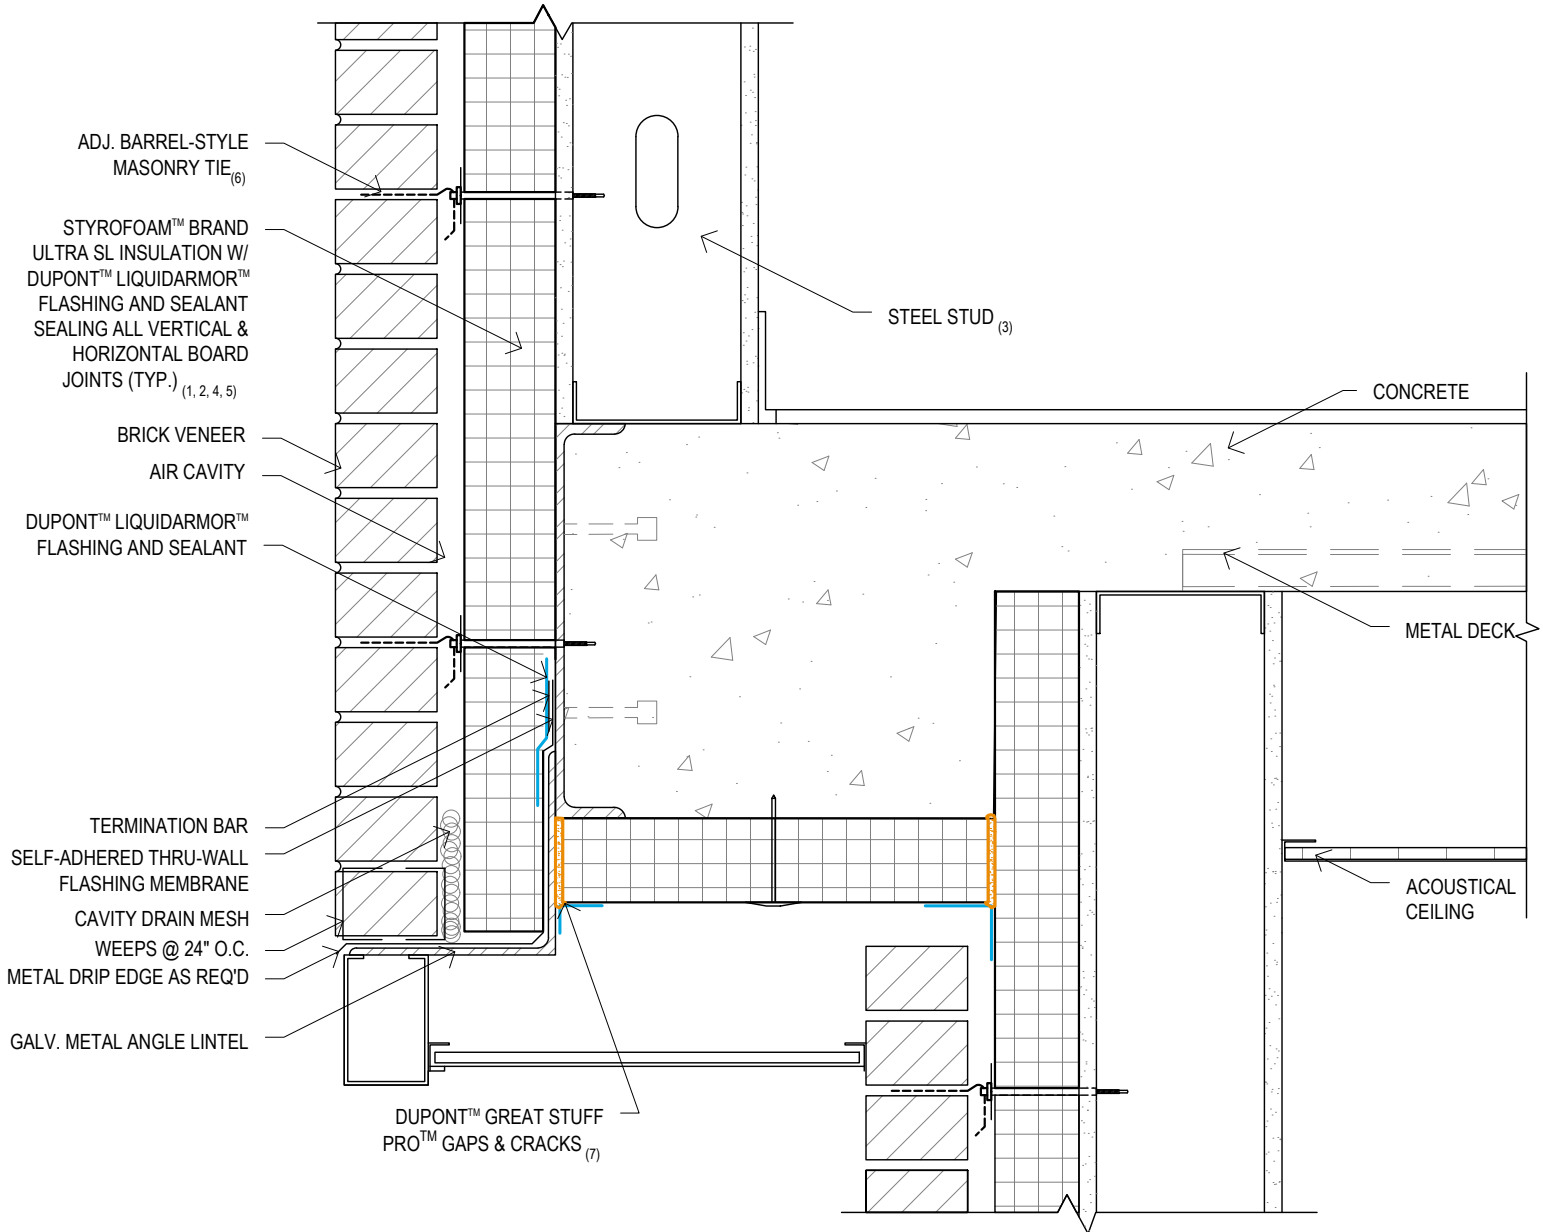 ADJ. BARREL-STYLE
MASONRY TIE(6)
STYROFOAM™ BRAND
ULTRA SL INSULATION W/
DUPONT™ LIQUIDARMOR™
FLASHING AND SEALANT
SEALING ALL VERTICAL &
HORIZONTAL BOARD
JOINTS (TYP.) (1, 2, 4, 5)
BRICK VENEER
AIR CAVITY
DUPONT™ LIQUIDARMOR™
FLASHING AND SEALANT
TERMINATION BAR
SELF-ADHERED THRU-WALL
FLASHING MEMBRANE
CAVITY DRAIN MESH
WEEPS @ 24" O.C.
METAL DRIP EDGE AS REQ'D
GALV. METAL ANGLE LINTEL
DUPONT™ GREAT STUFF
PRO™ GAPS & CRACKS (7)
STEEL STUD (3)
CONCRETE
METAL DECK
ACOUSTICAL
CEILING